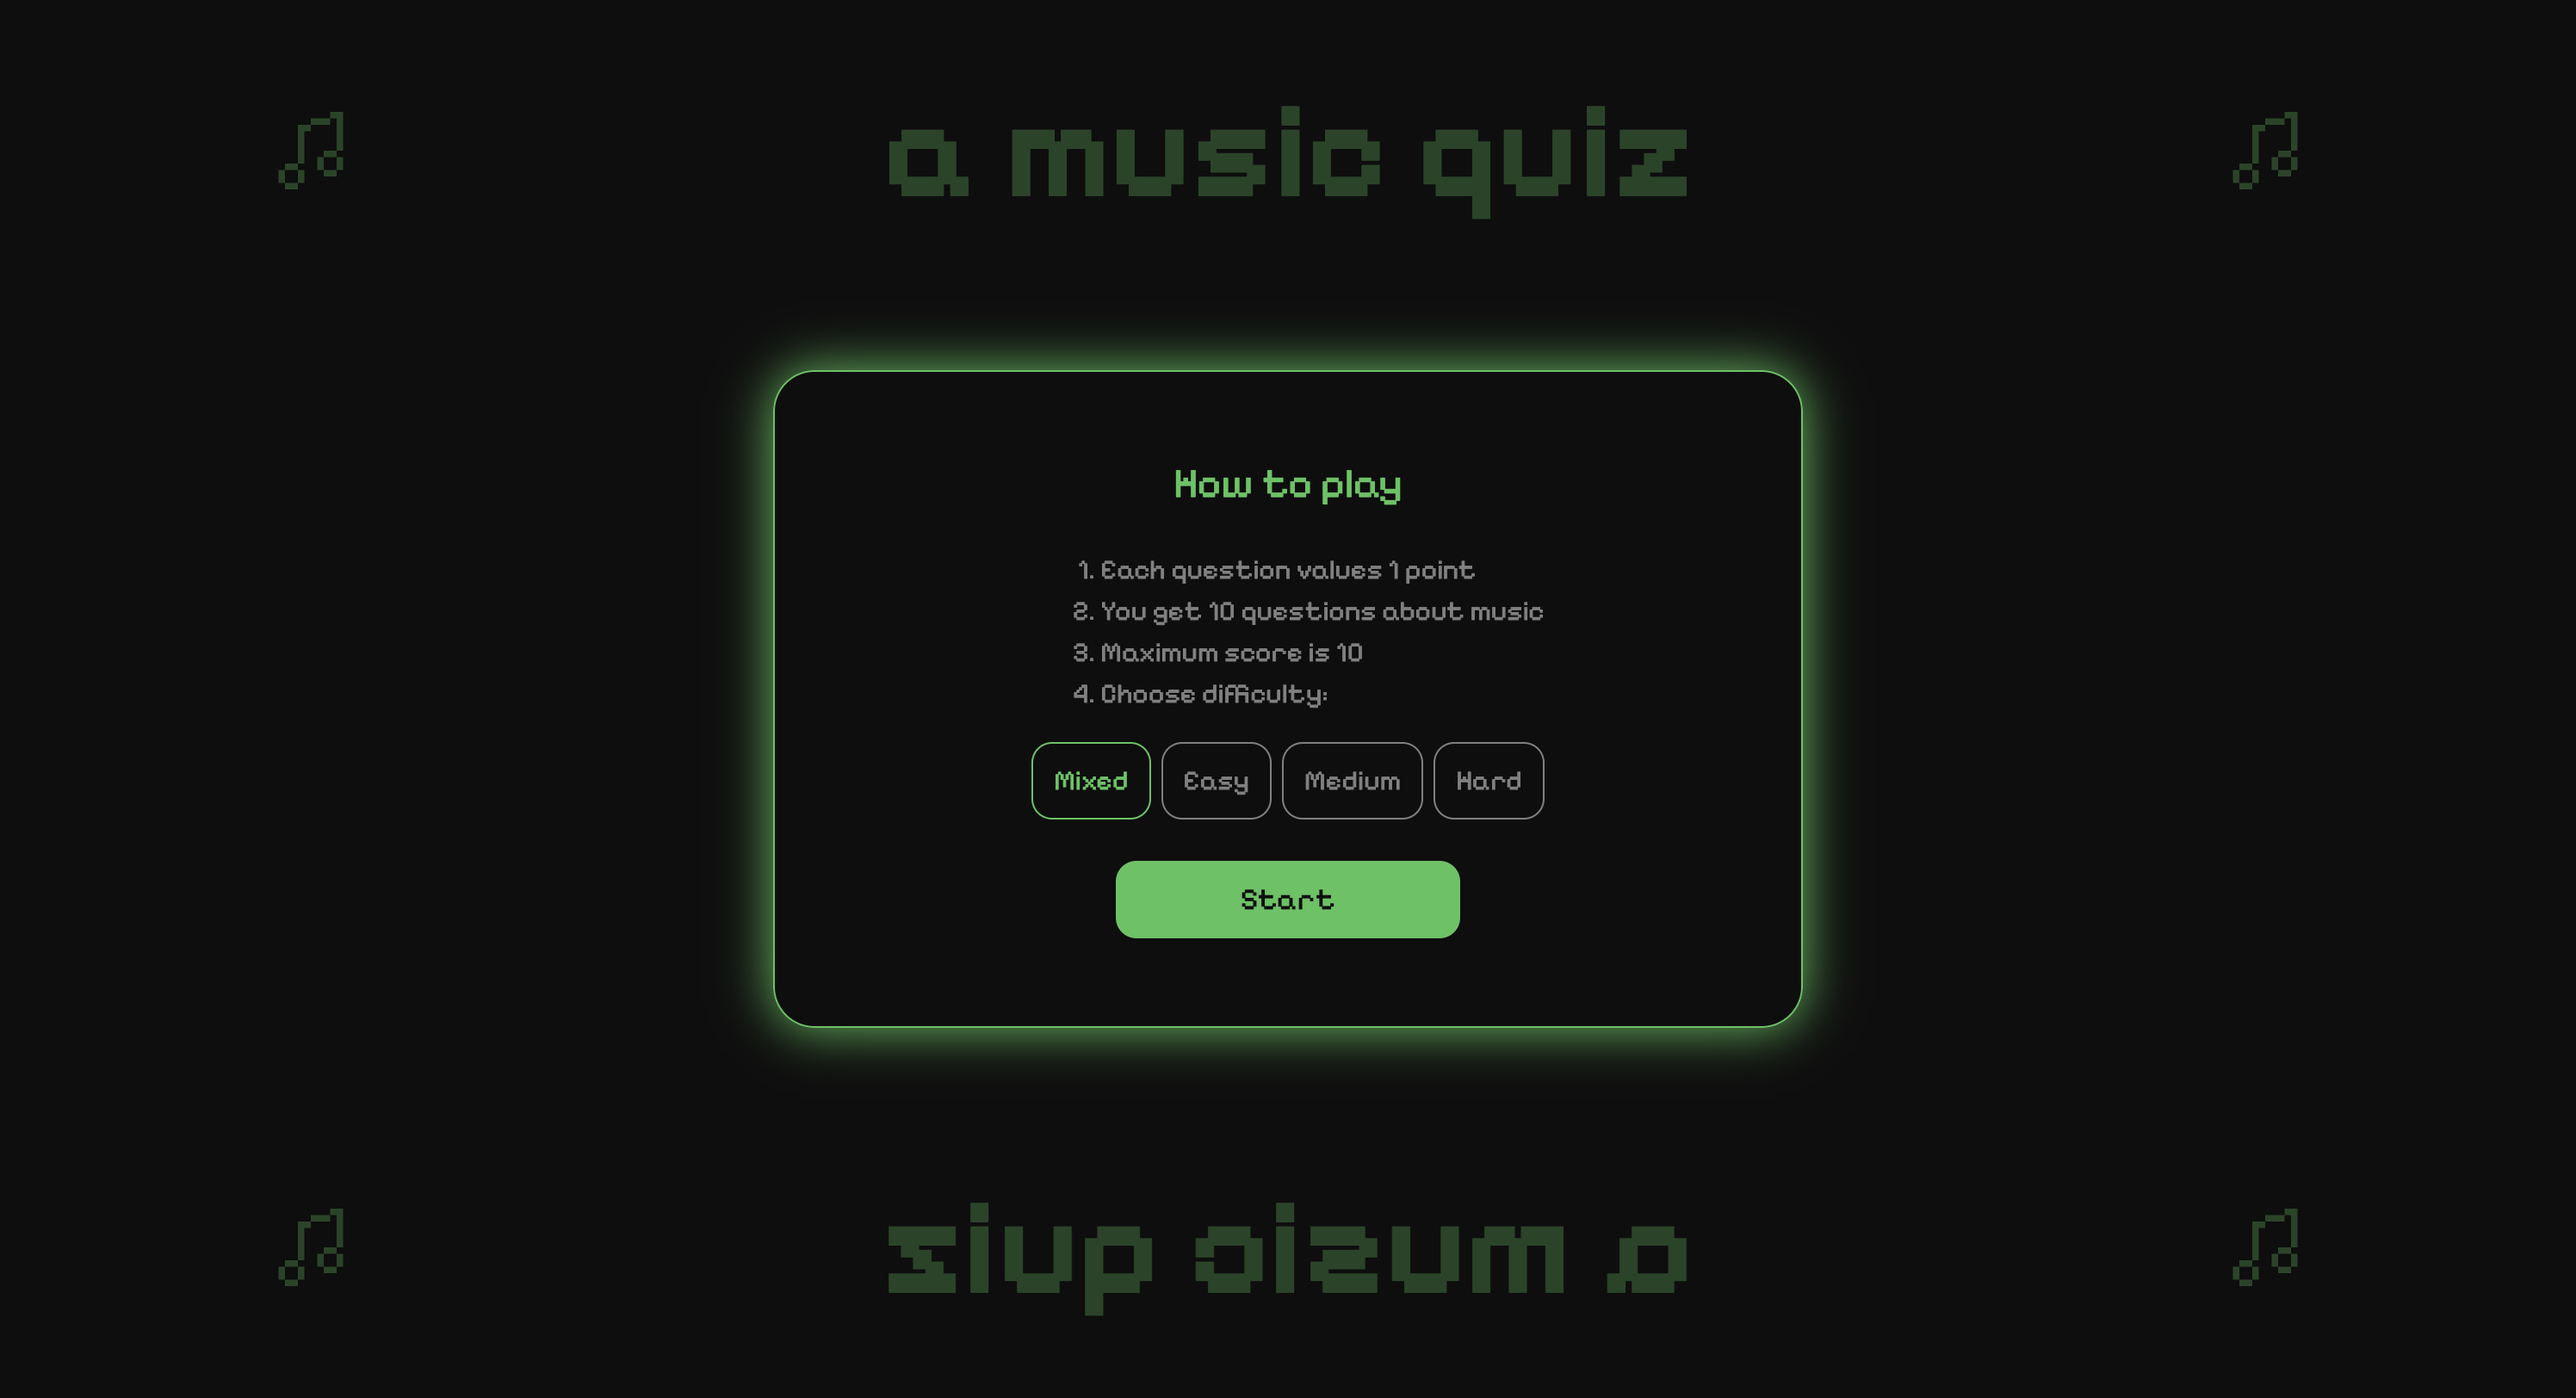 a music quiz
How to play
1. Each question values 1 point
2. You get 10 questions about music
3. Maximum score is 10
4. Choose difficulty:
Mixed Easy Medium Hard
Start
a music quiz